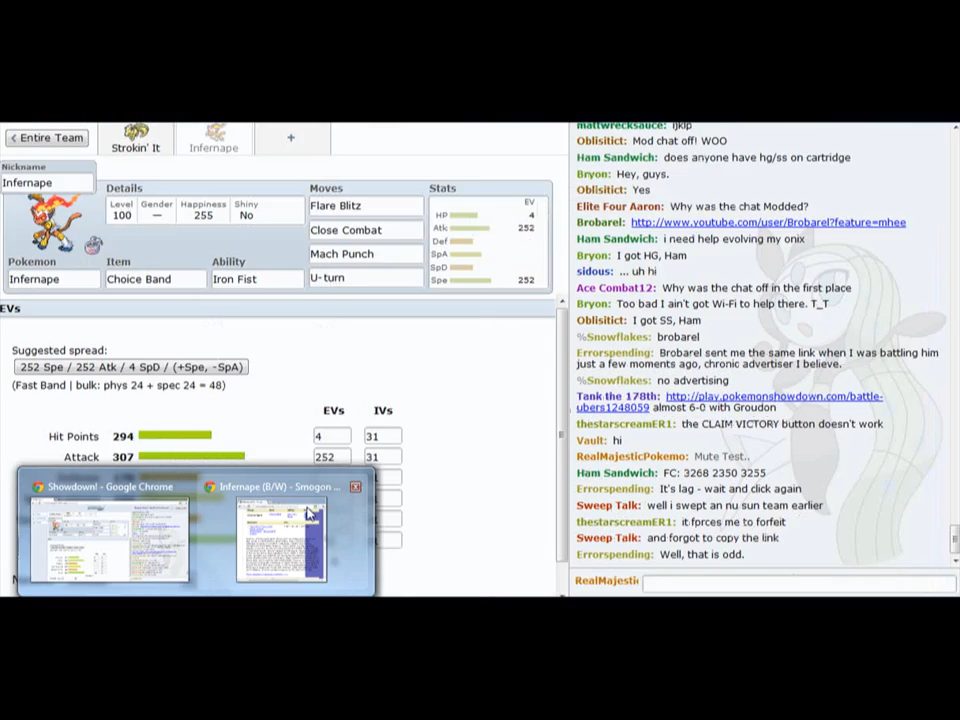 Entire Team
Strokin' It
Infernape
+
Nickname
Infernape
Details
Level
100
Gender
—
Happiness
255
Shiny
No
Moves
Flare Blitz
Close Combat
Mach Punch
U-turn
Stats
EV
HP 4
Atk 252
Def
SpA
SpD
Spe 252
Pokemon
Infernape
Item
Choice Band
Ability
Iron Fist
EVs
Suggested spread:
252 Spe / 252 Atk / 4 SpD / (+Spe, -SpA)
(Fast Band | bulk: phys 24 + spec 24 = 48)
EVs IVs
Hit Points 294 4 31
Attack 307 252 31
Showdown! - Google Chrome
Infernape (B/W) - Smogon ...
mattwrecksauce: ijklp
Oblisitict: Mod chat off! WOO
Ham Sandwich: does anyone have hg/ss on cartridge
Bryon: Hey, guys.
Oblisitict: Yes
Elite Four Aaron: Why was the chat Modded?
Brobarel: http://www.youtube.com/user/Brobarel?feature=mhee
Ham Sandwich: i need help evolving my onix
Bryon: I got HG, Ham
sidous: ... uh hi
Ace Combat12: Why was the chat off in the first place
Bryon: Too bad I ain't got Wi-Fi to help there. T_T
Oblisitict: I got SS, Ham
%Snowflakes: brobarel
Errorspending: Brobarel sent me the same link when I was battling him
just a few moments ago, chronic advertiser I believe.
%Snowflakes: no advertising
Tank the 178th: http://play.pokemonshowdown.com/battle-
ubers1248059 almost 6-0 with Groudon
thestarscreamER1: the CLAIM VICTORY button doesn't work
Vault: hi
RealMajesticPokemo: Mute Test..
Ham Sandwich: FC: 3268 2350 3255
Errorspending: It's lag - wait and click again
Sweep Talk: well i swept an nu sun team earlier
thestarscreamER1: it forces me to forfeit
Sweep Talk: and forgot to copy the link
Errorspending: Well, that is odd.
RealMajestic